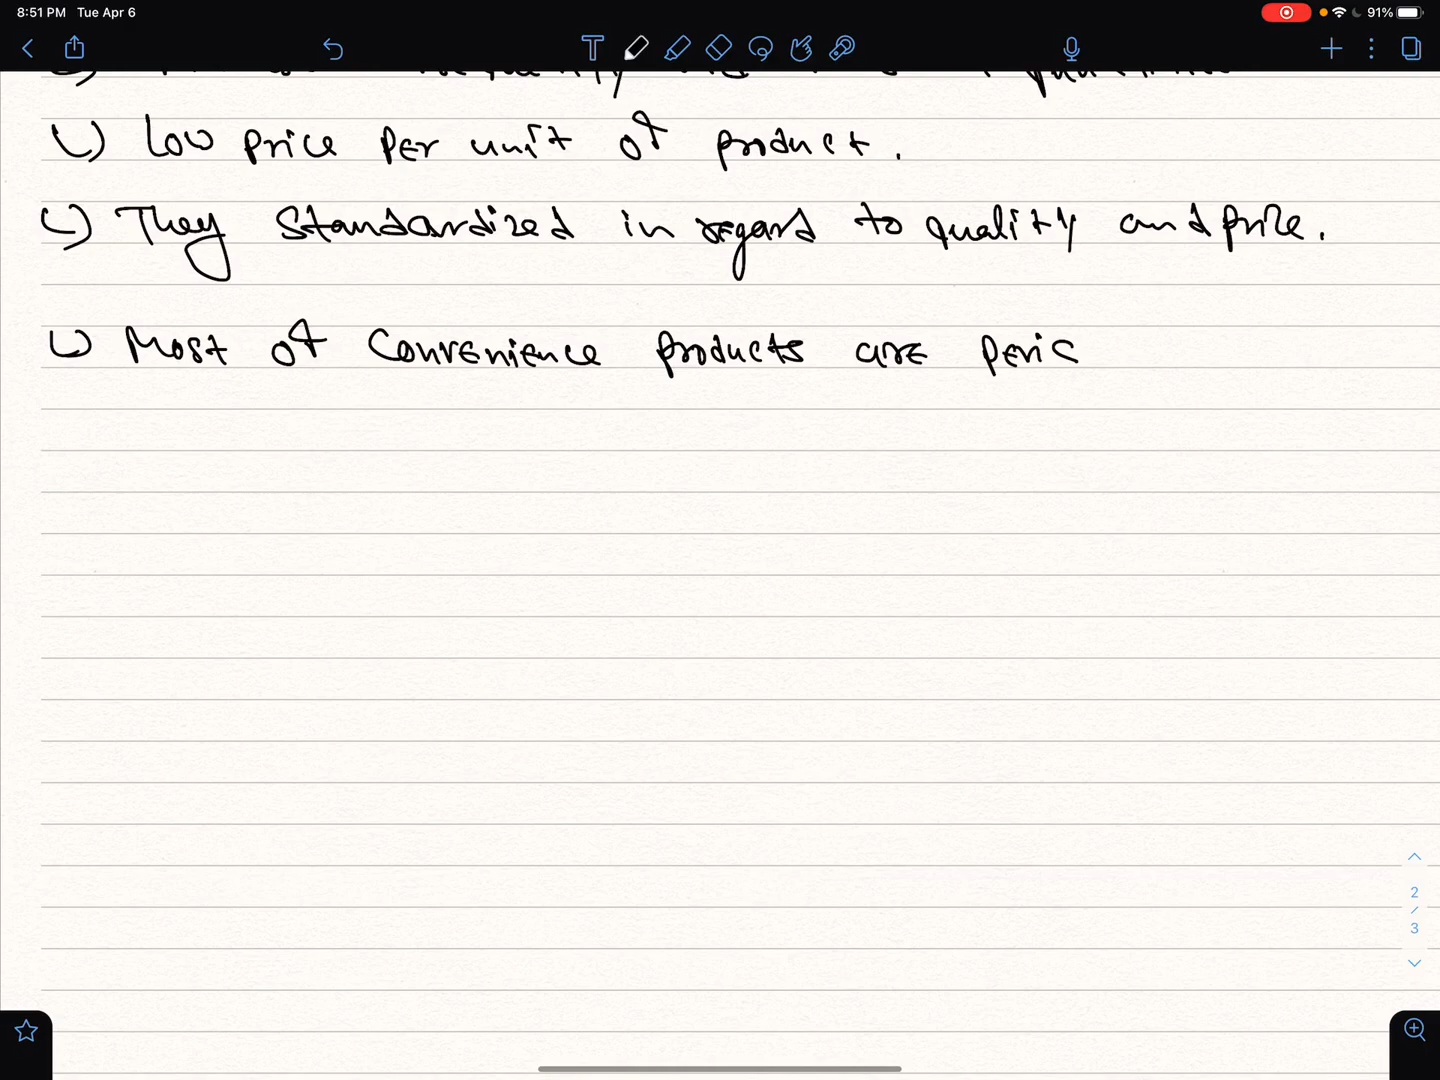 8:51 PM Tue Apr 6 91%
T
Low price per unit of product.
They standardized in regard to quality and price.
Most of convenience products are peris
2
/
3